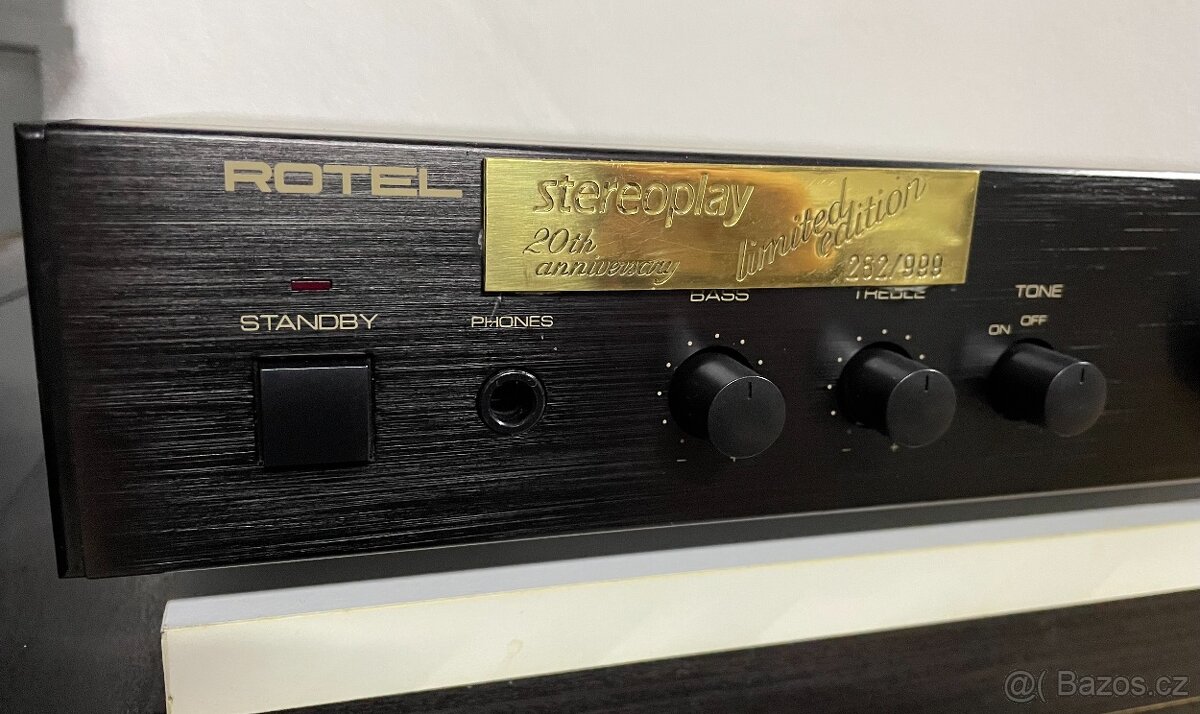 ROTEL
stereoplay
20th
anniversary
limited
edition
262/999
STANDBY
PHONES
BASS
TREBLE
TONE
ON
OFF
- +
- +
@( Bazos.cz